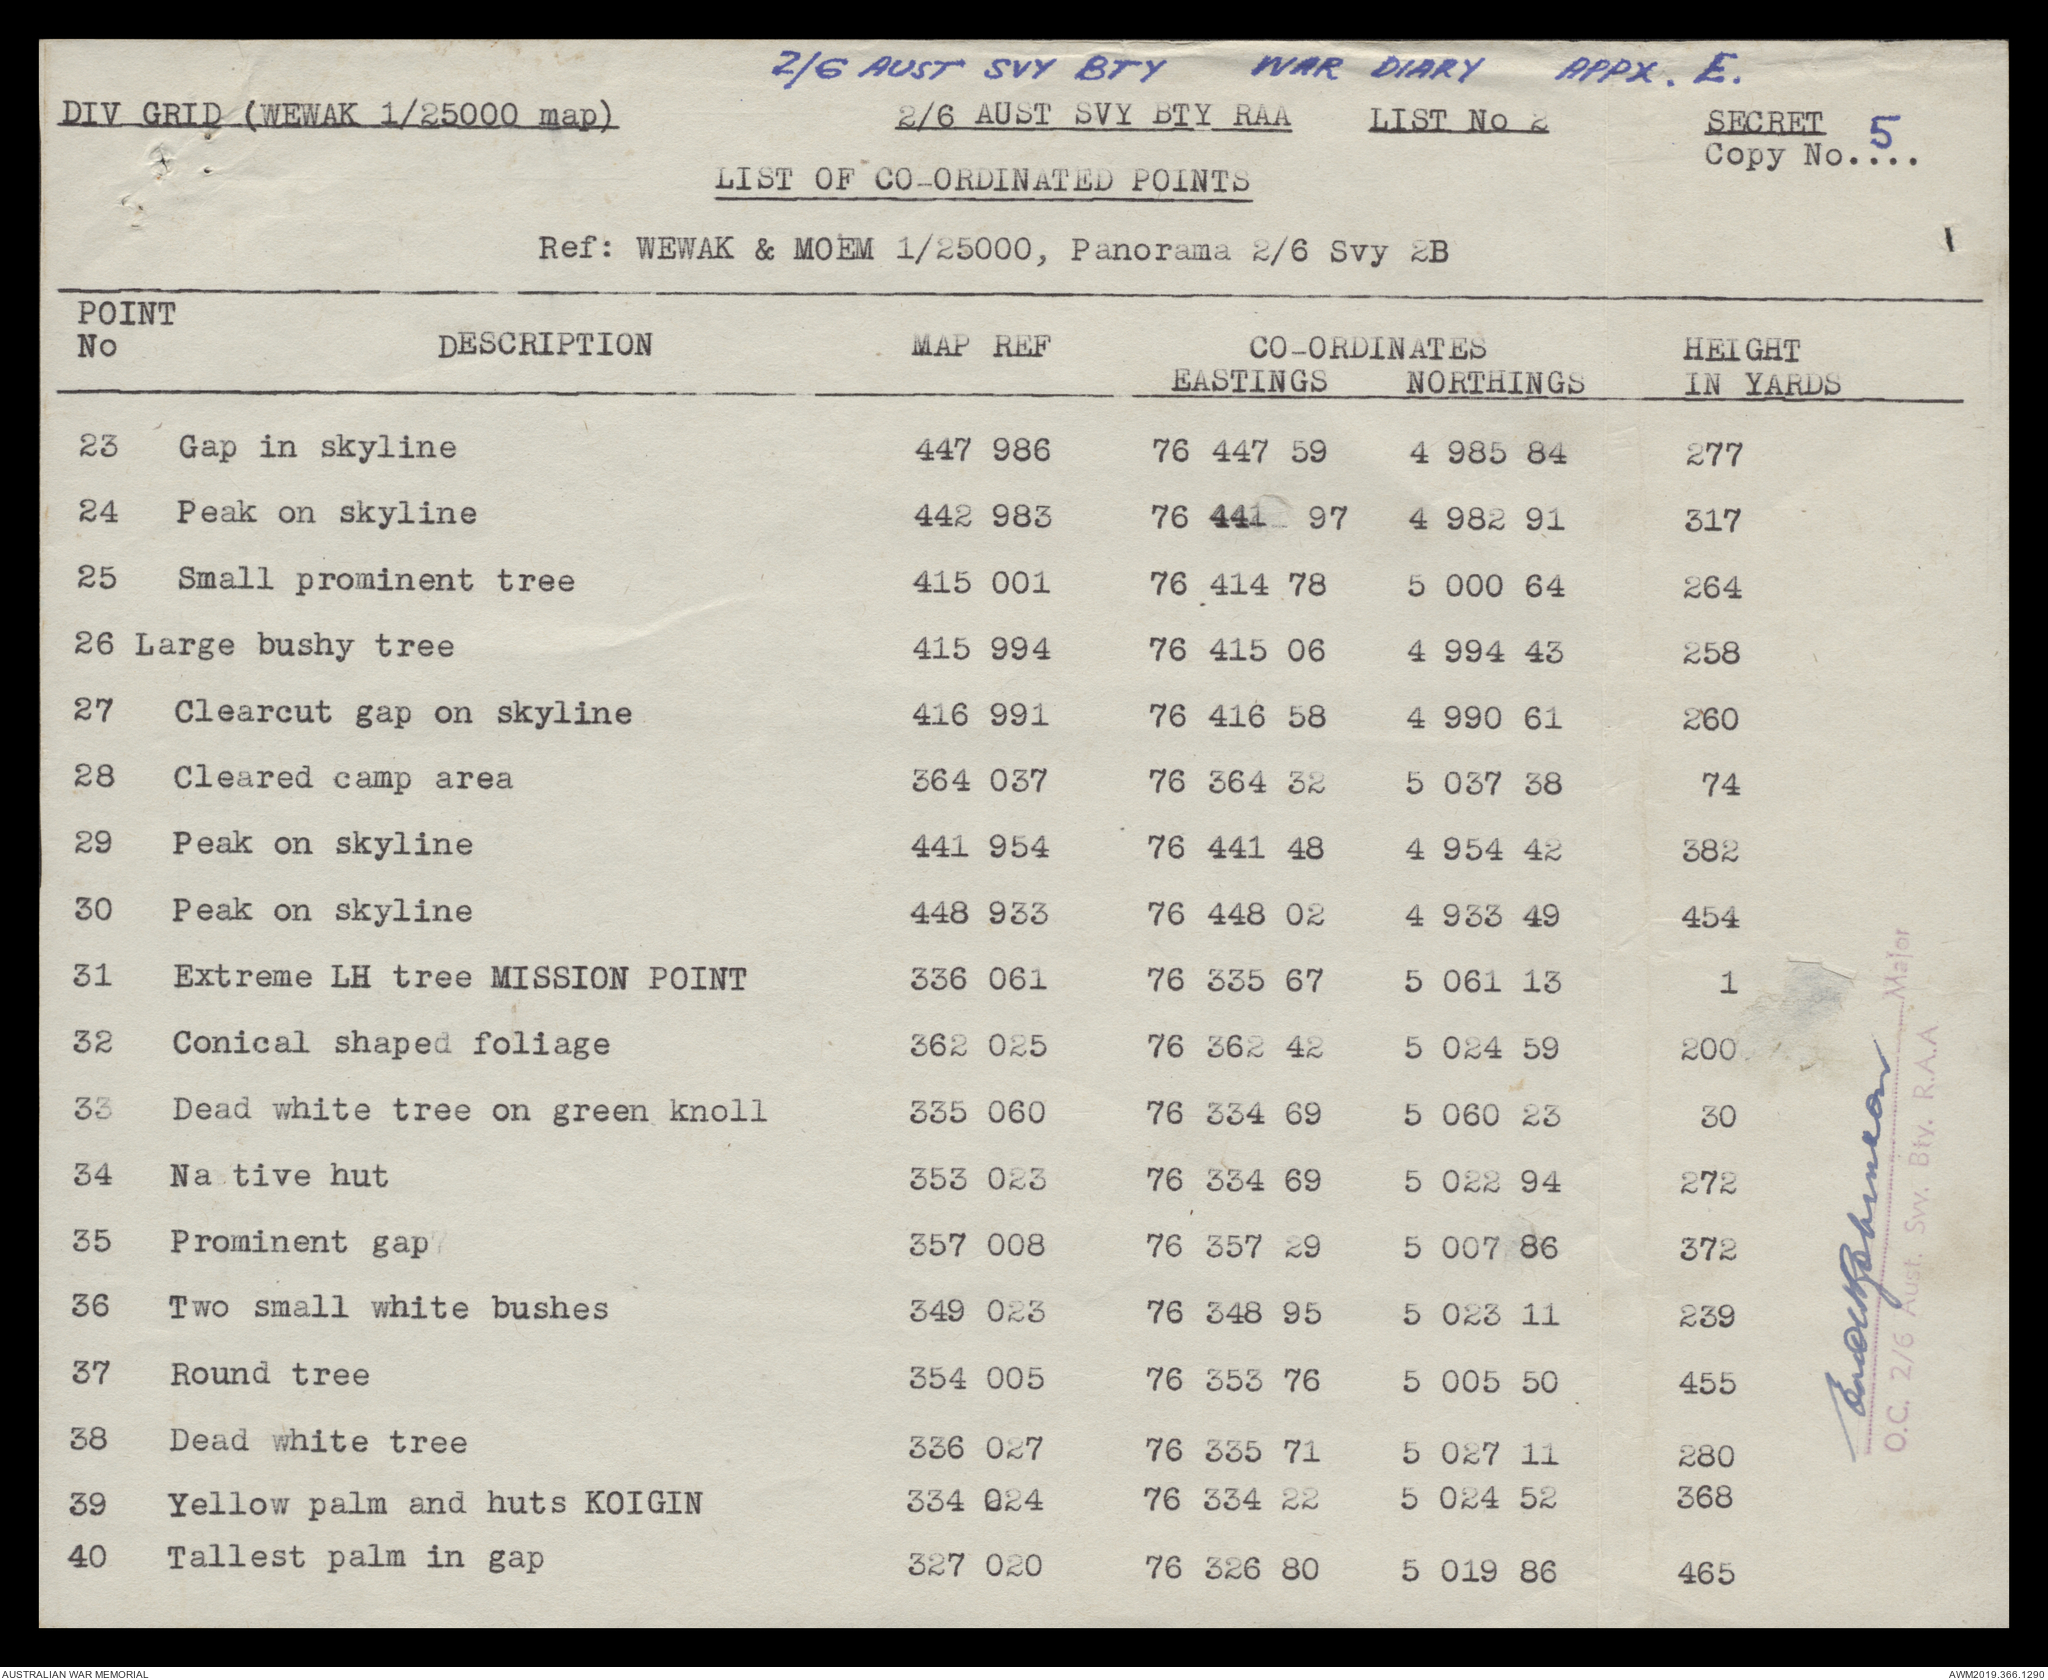 2/6 AUST SVY BTY WAR DIARY APPX. E.
DIV GRID (WEWAK 1/25000 map) 2/6 AUST SVY BTY RAA LIST No 2 SECRET
Copy No..5..
LIST OF CO-ORDINATED POINTS
Ref: WEWAK & MOEM 1/25000, Panorama 2/6 Svy 2B
POINT
No DESCRIPTION MAP REF CO-ORDINATES HEIGHT
EASTINGS NORTHINGS IN YARDS
23 Gap in skyline 447 986 76 447 59 4 985 84 277
24 Peak on skyline 442 983 76 441 97 4 982 91 317
25 Small prominent tree 415 001 76 414 78 5 000 64 264
26 Large bushy tree 415 994 76 415 06 4 994 43 258
27 Clearcut gap on skyline 416 991 76 416 58 4 990 61 260
28 Cleared camp area 364 037 76 364 32 5 037 38 74
29 Peak on skyline 441 954 76 441 48 4 954 42 382
30 Peak on skyline 448 933 76 448 02 4 933 49 454
31 Extreme LH tree MISSION POINT 336 061 76 335 67 5 061 13 1
32 Conical shaped foliage 362 025 76 362 42 5 024 59 200
33 Dead white tree on green knoll 335 060 76 334 69 5 060 23 30
34 Na tive hut 353 023 76 334 69 5 022 94 272
35 Prominent gap 357 008 76 357 29 5 007 86 372
36 Two small white bushes 349 023 76 348 95 5 023 11 239
37 Round tree 354 005 76 353 76 5 005 50 455
38 Dead white tree 336 027 76 335 71 5 027 11 280
39 Yellow palm and huts KOIGIN 334 024 76 334 22 5 024 52 368
40 Tallest palm in gap 327 020 76 326 80 5 019 86 465
Major
O.C. 2/6 Aust. Svy. Bty. R.A.A
AUSTRALIAN WAR MEMORIAL AWM2019.366.1290